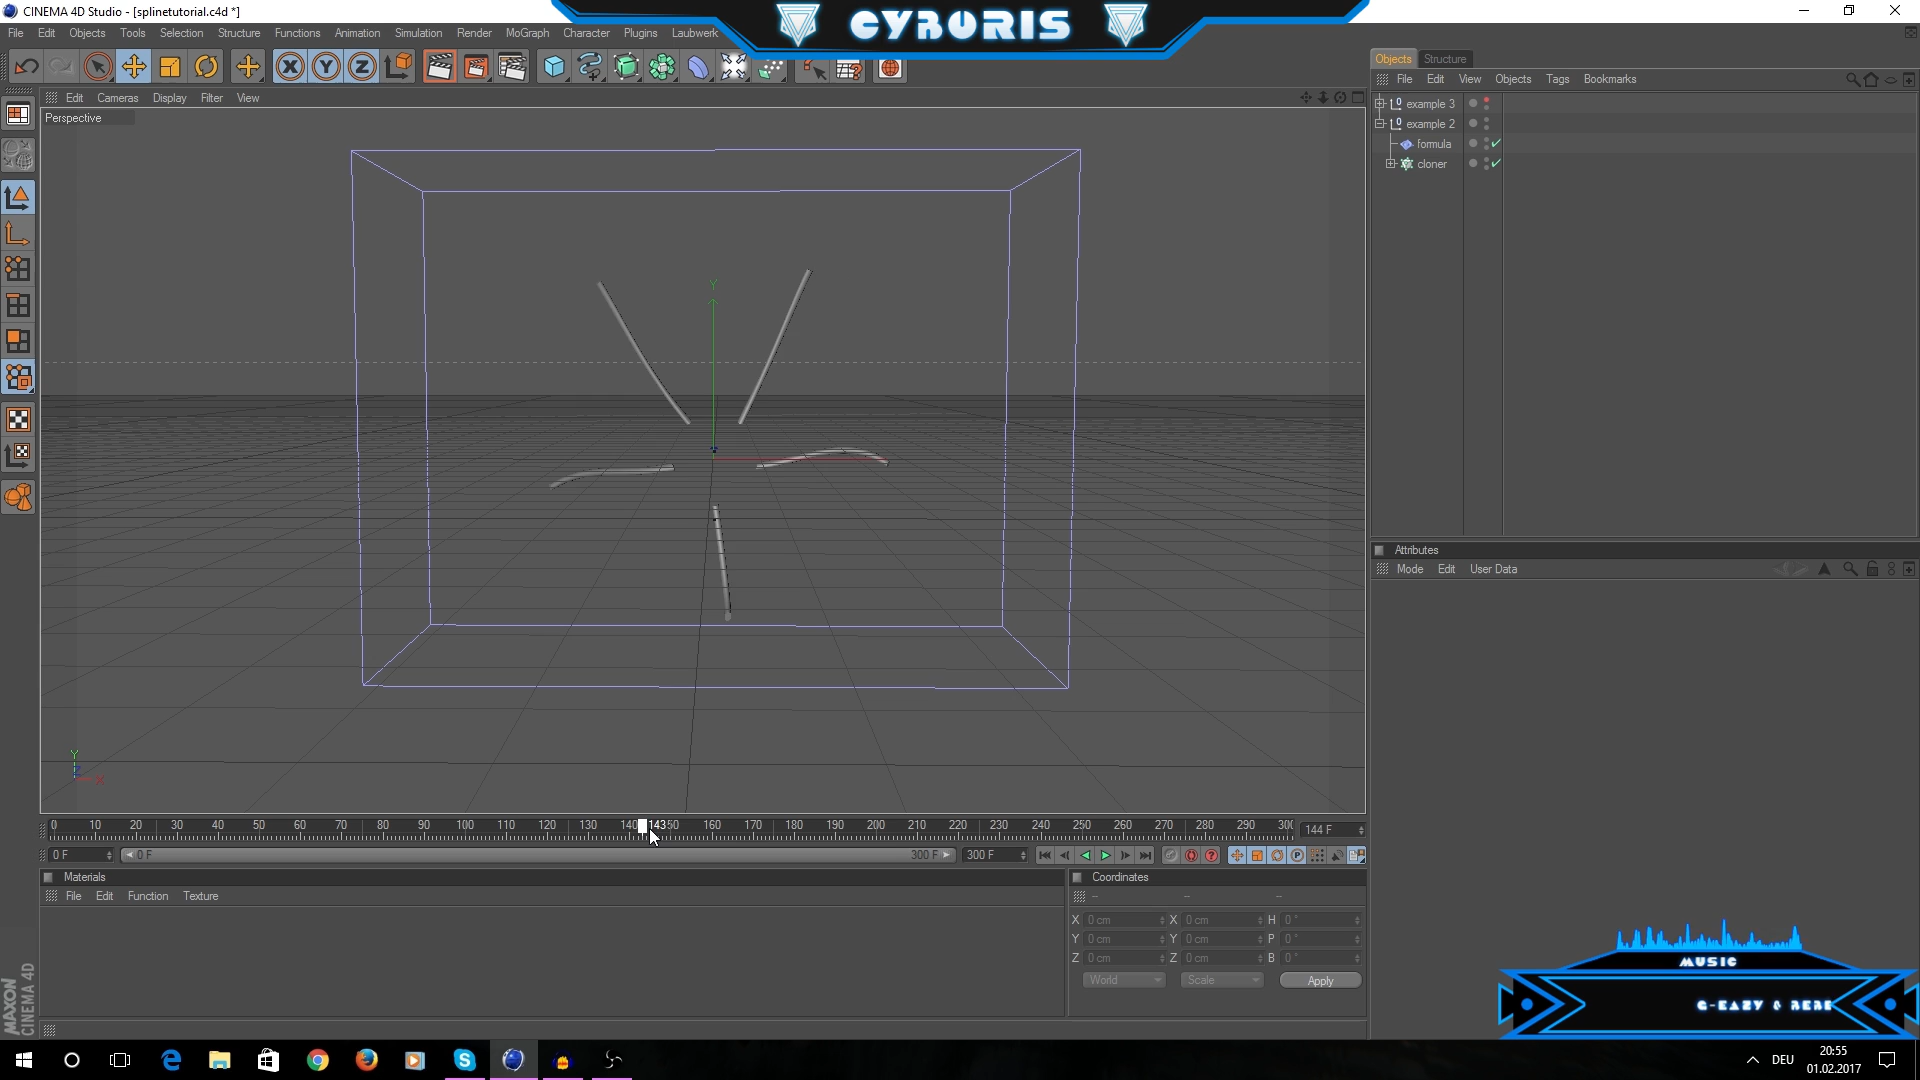 CINEMA 4D Studio - [splinetutorial.c4d *]
CYBORIS
File Edit Objects Tools Selection Structure Functions Animation Simulation Render MoGraph Character Plugins Laubwerk
Objects Structure
File Edit View Objects Tags Bookmarks
Edit Cameras Display Filter View
Perspective
example 3
example 2
formula
cloner
Y
Attributes
Mode Edit User Data
Y
Z
X
0 10 20 30 40 50 60 70 80 90 100 110 120 130 140 143 50 160 170 180 190 200 210 220 230 240 250 260 270 280 290 300
144 F
0 F 0 F 300 F 300 F
Materials
File Edit Function Texture
Coordinates
-- -- --
X 0 cm X 0 cm H 0 °
Y 0 cm Y 0 cm P 0 °
Z 0 cm Z 0 cm B 0 °
World Scale Apply
MAXON
CINEMA 4D
MUSIC
G-EAZY & BEBE
DEU
20:55
01.02.2017